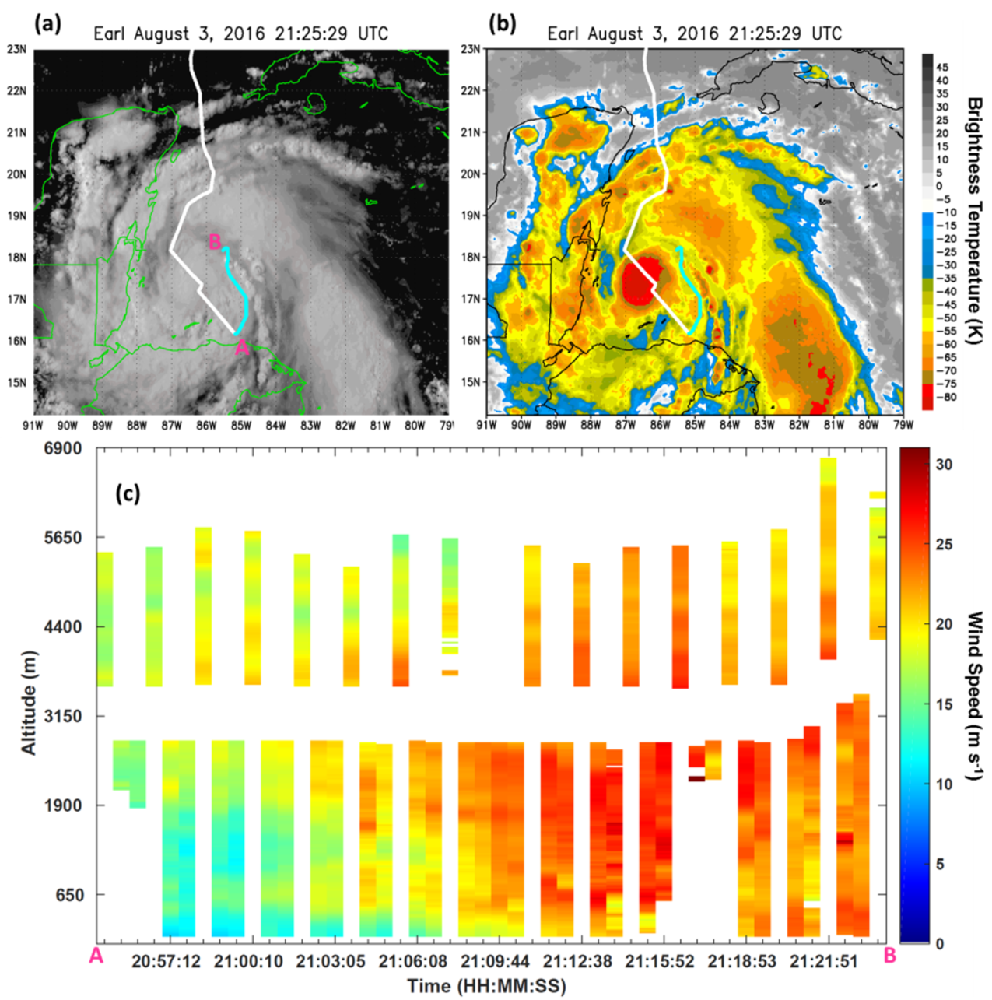 (a)
Earl August 3, 2016 21:25:29 UTC
23N
22N
21N
20N
19N
18N
17N
16N
15N
B
A
91W 90W 89W 88W 87W 86W 85W 84W 83W 82W 81W 80W 79W
(b)
Earl August 3, 2016 21:25:29 UTC
23N
22N
21N
20N
19N
18N
17N
16N
15N
91W 90W 89W 88W 87W 86W 85W 84W 83W 82W 81W 80W 79W
45
40
35
30
25
20
15
10
5
0
−5
−10
−15
−20
−25
−30
−35
−40
−45
−50
−55
−60
−65
−70
−75
−80
Brightness Temperature (K)
(c)
6900
5650
4400
3150
1900
650
Altitude (m)
A 20:57:12 21:00:10 21:03:05 21:06:08 21:09:44 21:12:38 21:15:52 21:18:53 21:21:51 B
Time (HH:MM:SS)
30
25
20
15
10
5
0
Wind Speed (m s-1)